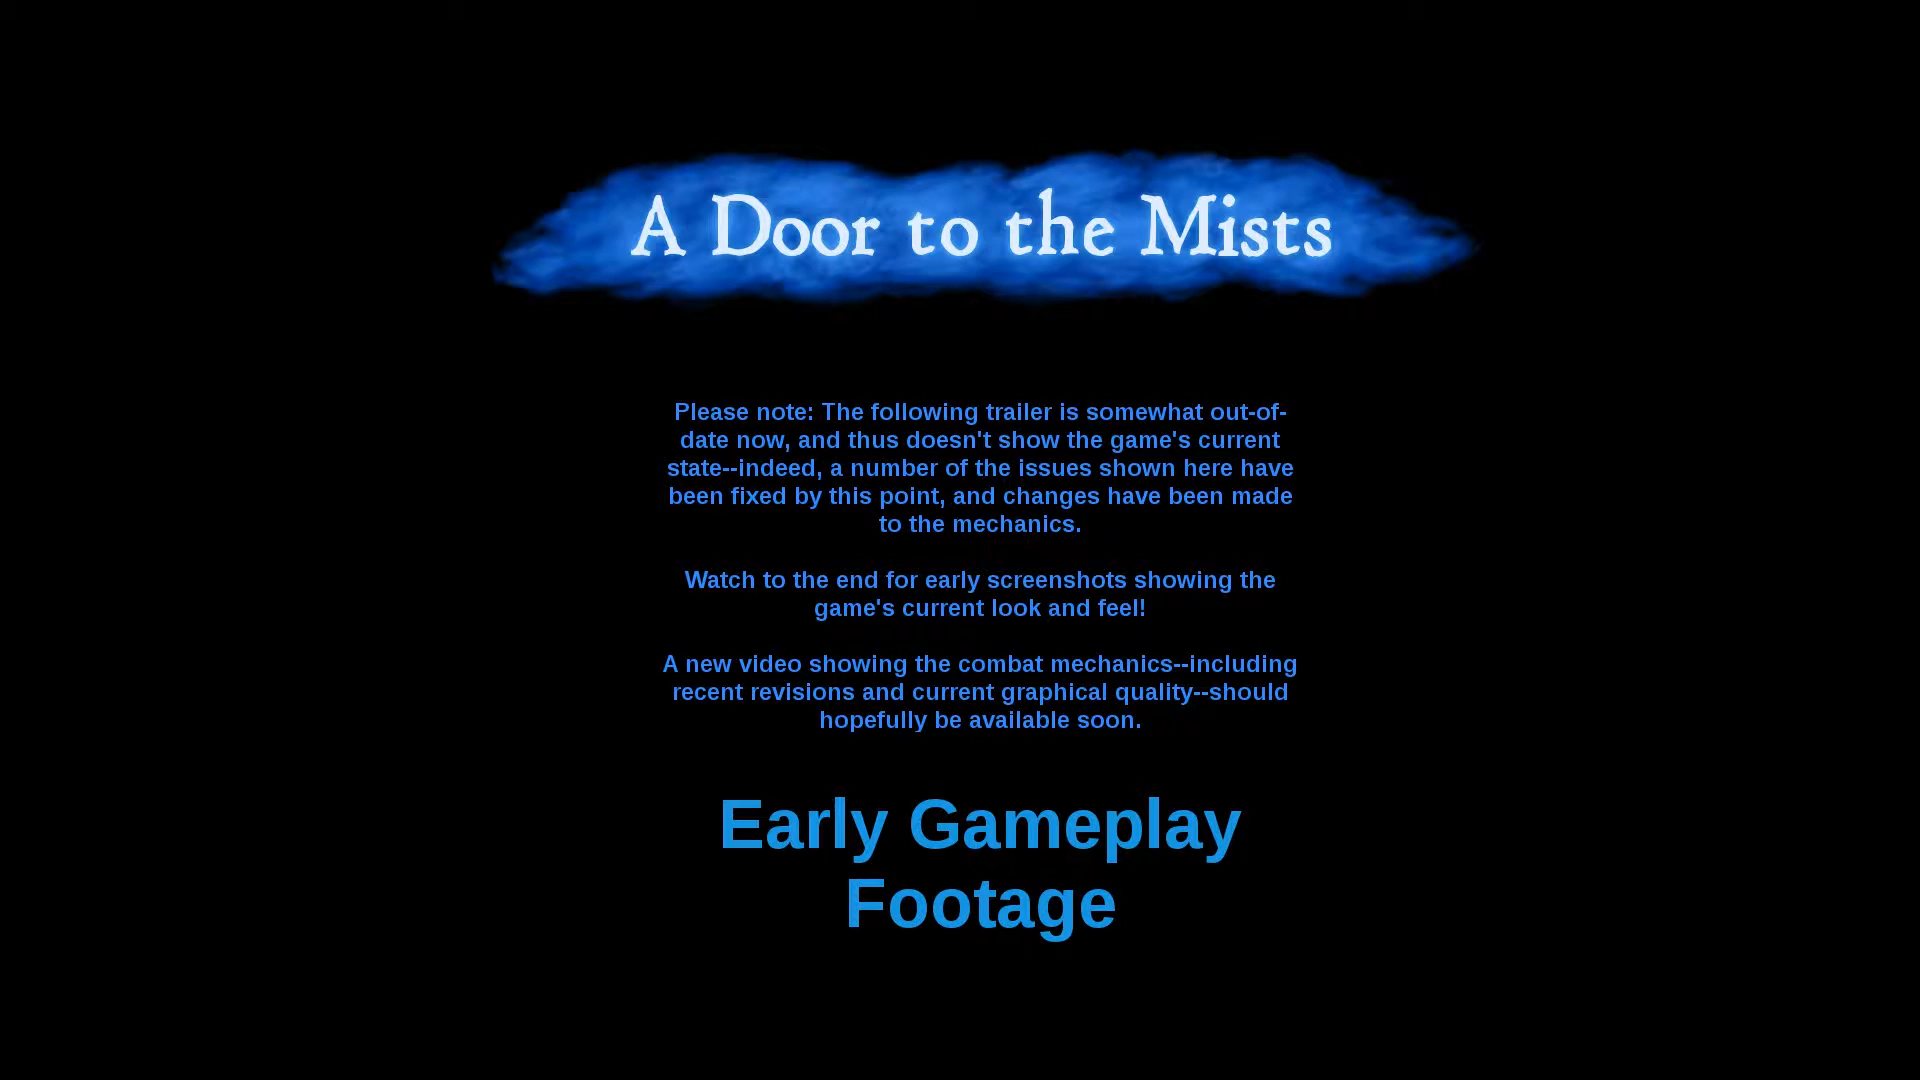 A Door to the Mists
Please note: The following trailer is somewhat out-of-
date now, and thus doesn't show the game's current
state--indeed, a number of the issues shown here have
been fixed by this point, and changes have been made
to the mechanics.
Watch to the end for early screenshots showing the
game's current look and feel!
A new video showing the combat mechanics--including
recent revisions and current graphical quality--should
hopefully be available soon.
Early Gameplay
Footage